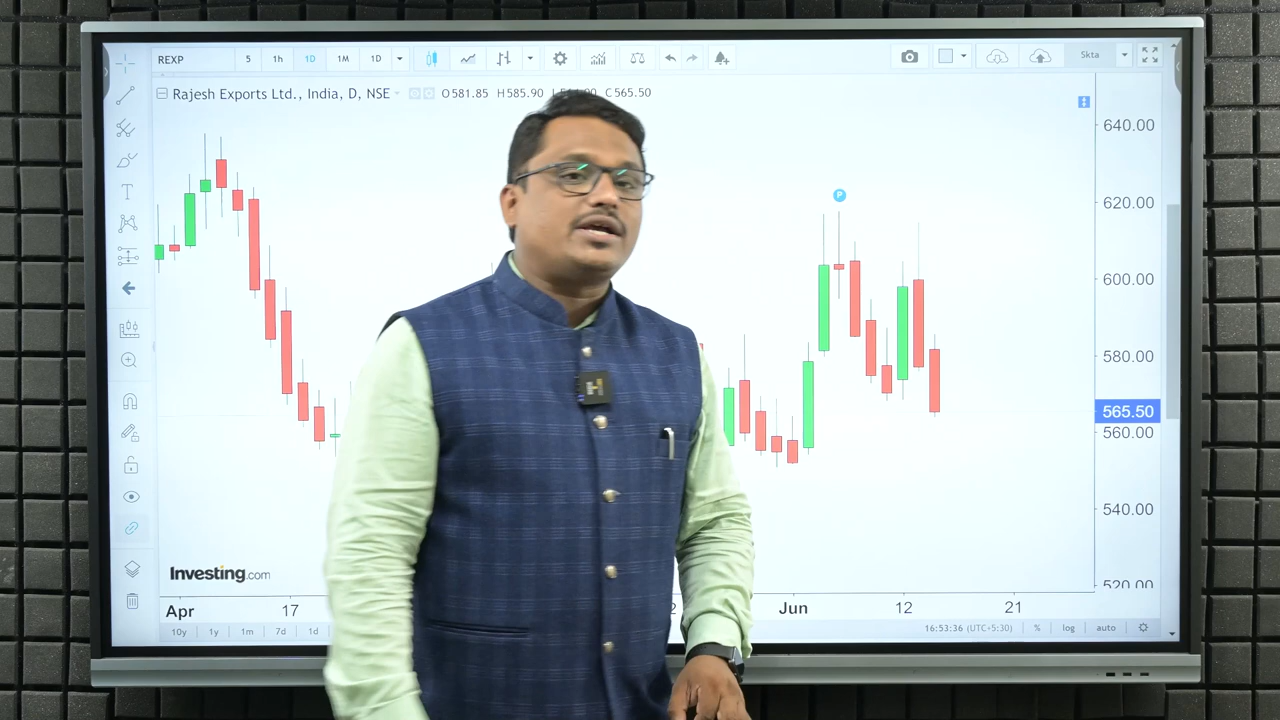 REXP 5 1h 1D 1M 1D Skta
Rajesh Exports Ltd., India, D, NSE O581.85 H585.90 C565.50
640.00
620.00
P
600.00
580.00
565.50
560.00
540.00
520.00
Investing.com
Apr 17 Jun 12 21
10y 1y 1m 7d 1d 16:53:36 (UTC+5:30) % log auto